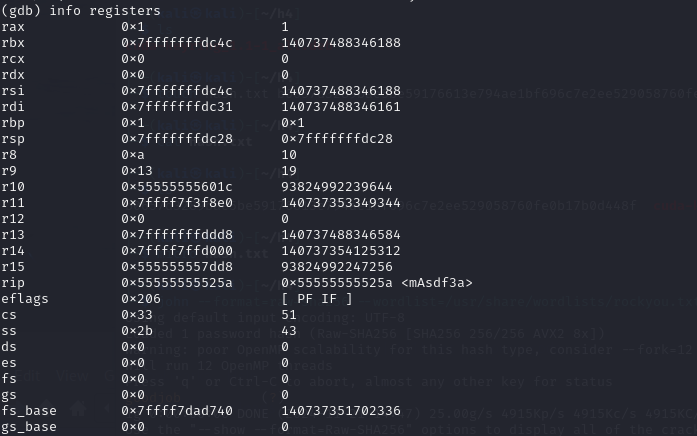 (gdb) info registers
rax 0×1 1
rbx 0×7fffffffdc4c 140737488346188
rcx 0×0 0
rdx 0×0 0
rsi 0×7fffffffdc4c 140737488346188
rdi 0×7fffffffdc31 140737488346161
rbp 0×1 0×1
rsp 0×7fffffffdc28 0×7fffffffdc28
r8 0×a 10
r9 0×13 19
r10 0×55555555601c 93824992239644
r11 0×7ffff7f3f8e0 140737353349344
r12 0×0 0
r13 0×7fffffffddd8 140737488346584
r14 0×7ffff7ffd000 140737354125312
r15 0×555555557dd8 93824992247256
rip 0×55555555525a 0×55555555525a <mAsdf3a>
eflags 0×206 [ PF IF ]
cs 0×33 51
ss 0×2b 43
ds 0×0 0
es 0×0 0
fs 0×0 0
gs 0×0 0
fs_base 0×7ffff7dad740 140737351702336
gs_base 0×0 0